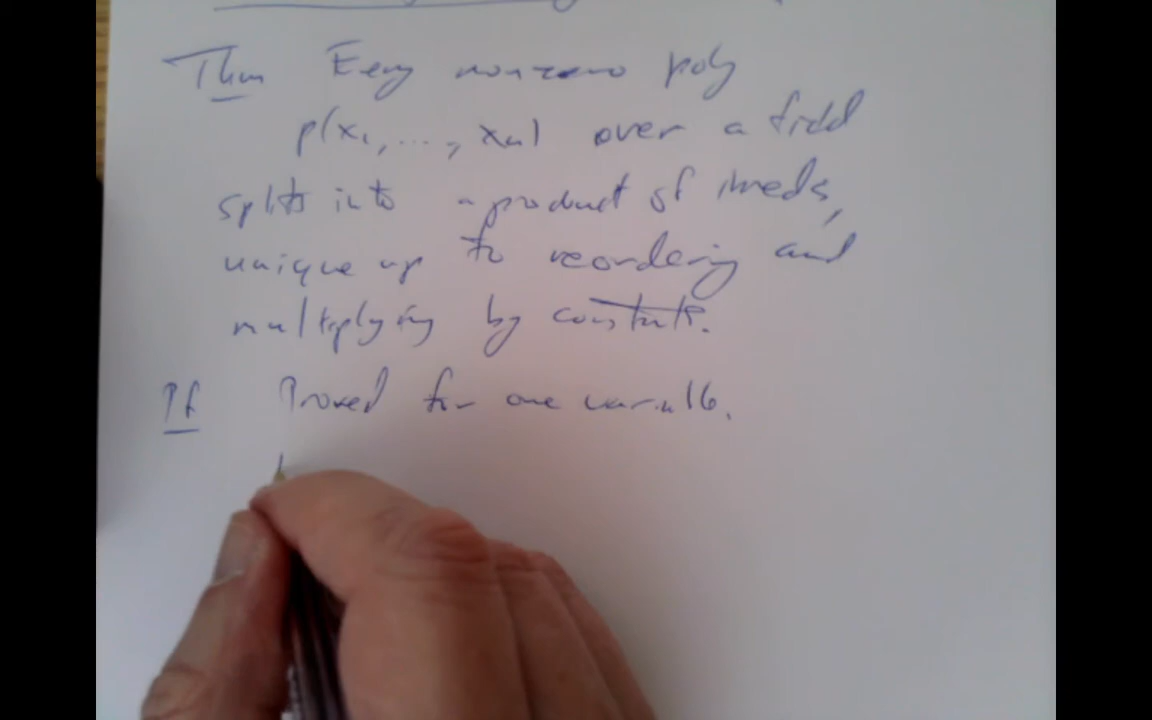 Thm Every nonzero poly
p(x₁, ..., xₙ) over a field
splits into a product of irreds,
unique up to reordering and
multiplying by constants.
Pf Proved for one variable.